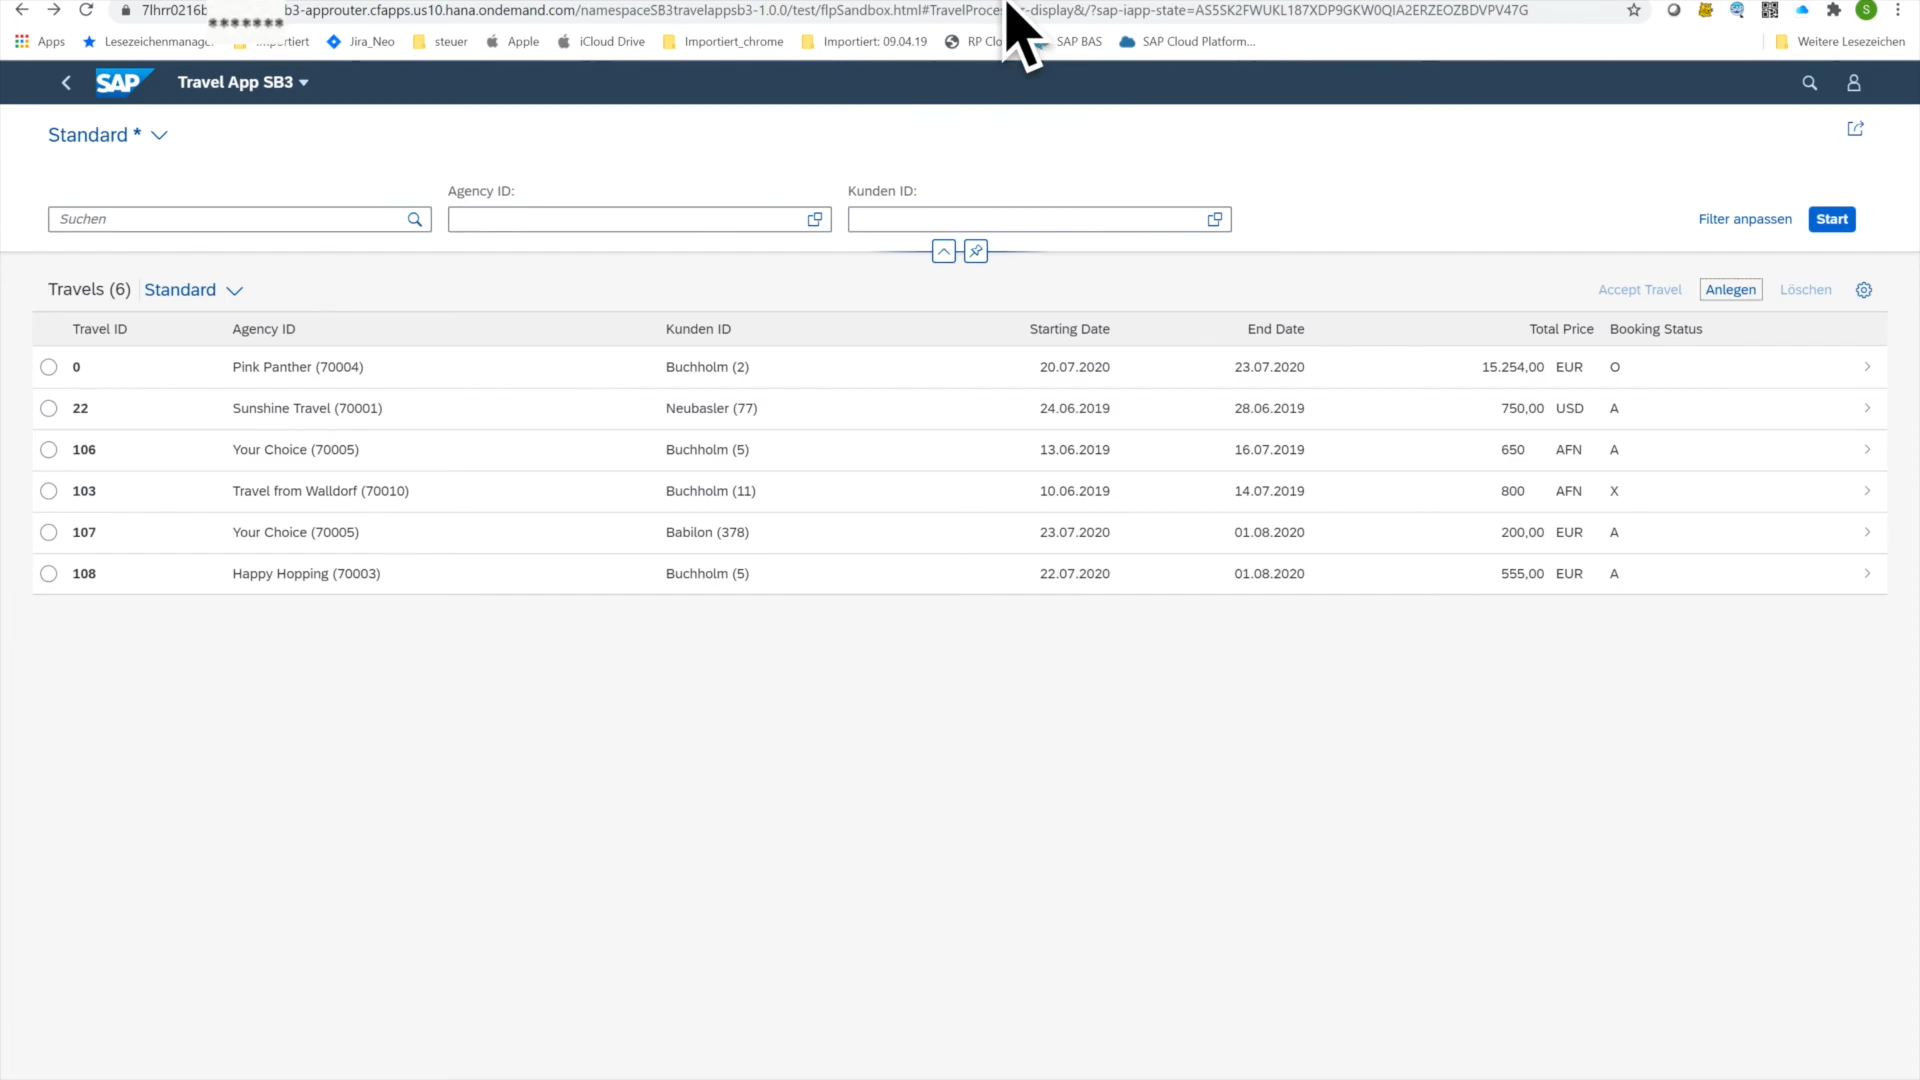 7lhrr0216b ******* b3-approuter.cfapps.us10.hana.ondemand.com/namespaceSB3travelappsb3-1.0.0/test/flpSandbox.html#TravelProces r-display&/?sap-iapp-state=AS5SK2FWUKL187XDP9GKW0QIA2ERZEOZBDVPV47G S
Apps Lesezeichenmanage Importiert Jira_Neo steuer Apple iCloud Drive Importiert_chrome Importiert: 09.04.19 RP Clo SAP BAS SAP Cloud Platform... Weitere Lesezeichen
SAP Travel App SB3
Standard *
Agency ID: Kunden ID:
Suchen Filter anpassen Start
Travels (6) Standard Accept Travel Anlegen Löschen
Travel ID Agency ID Kunden ID Starting Date End Date Total Price Booking Status
0 Pink Panther (70004) Buchholm (2) 20.07.2020 23.07.2020 15.254,00 EUR O
22 Sunshine Travel (70001) Neubasler (77) 24.06.2019 28.06.2019 750,00 USD A
106 Your Choice (70005) Buchholm (5) 13.06.2019 16.07.2019 650 AFN A
103 Travel from Walldorf (70010) Buchholm (11) 10.06.2019 14.07.2019 800 AFN X
107 Your Choice (70005) Babilon (378) 23.07.2020 01.08.2020 200,00 EUR A
108 Happy Hopping (70003) Buchholm (5) 22.07.2020 01.08.2020 555,00 EUR A